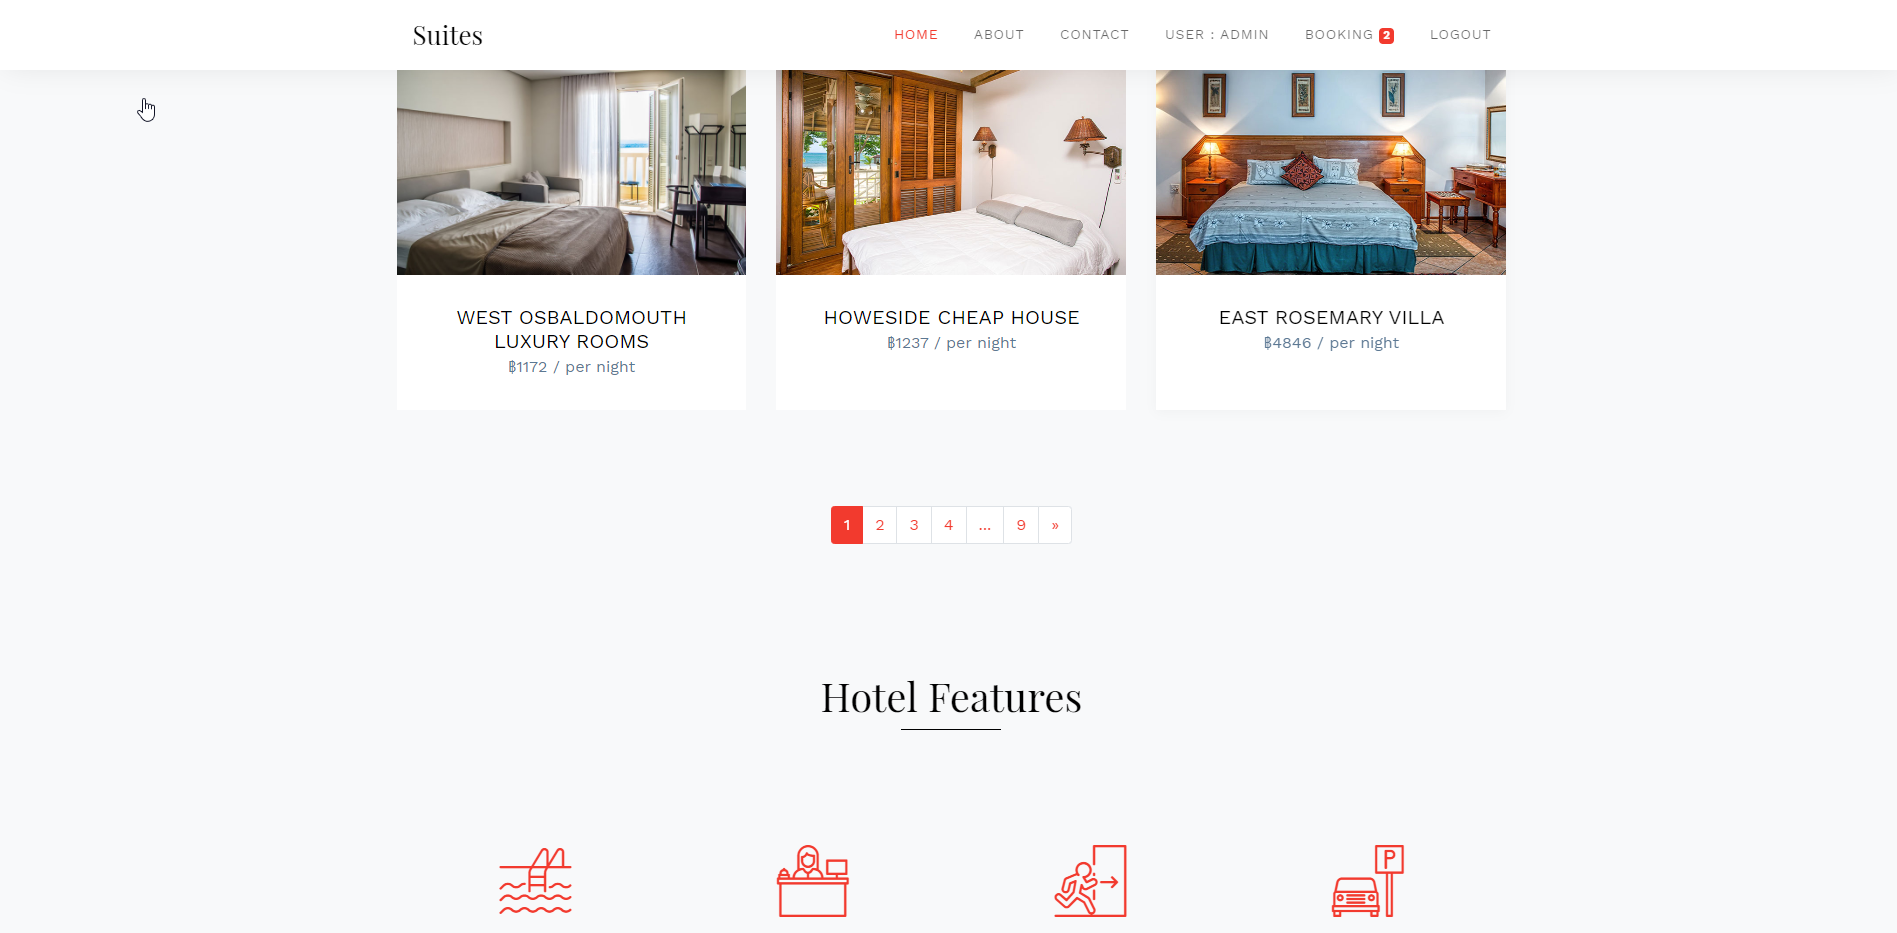 Suites
HOME ABOUT CONTACT USER : ADMIN BOOKING 2 LOGOUT
WEST OSBALDOMOUTH
LUXURY ROOMS
฿1172 / per night
HOWESIDE CHEAP HOUSE
฿1237 / per night
EAST ROSEMARY VILLA
฿4846 / per night
1 2 3 4 ... 9 »
Hotel Features
P